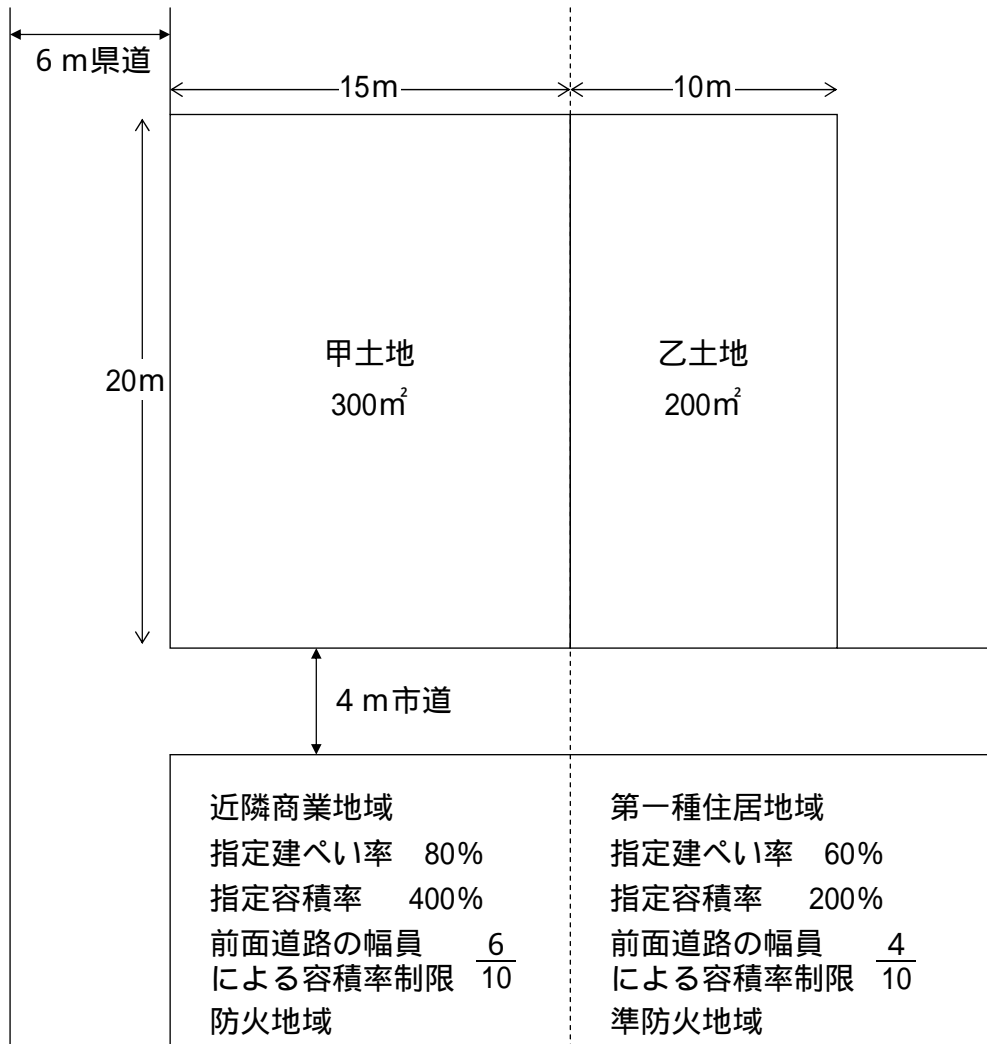 6 m県道
15m
10m
甲土地
300㎡
乙土地
200㎡
20m
4 m市道
近隣商業地域
指定建ぺい率 80%
指定容積率 400%
前面道路の幅員
による容積率制限 6/10
防火地域
第一種住居地域
指定建ぺい率 60%
指定容積率 200%
前面道路の幅員
による容積率制限 4/10
準防火地域